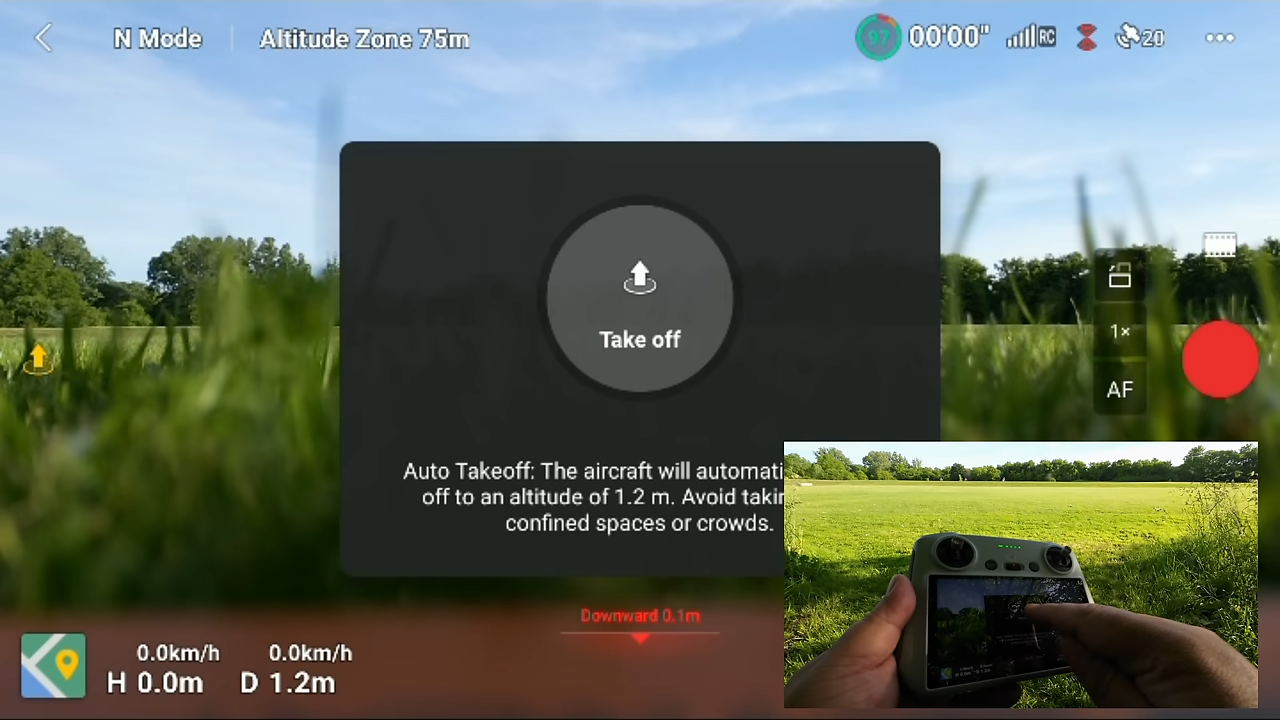 N Mode
Altitude Zone 75m
97
00'00"
RC
20
Take off
1×
AF
Auto Takeoff: The aircraft will automati
off to an altitude of 1.2 m. Avoid takin
confined spaces or crowds.
Downward 0.1m
0.0km/h 0.0km/h
H 0.0m D 1.2m